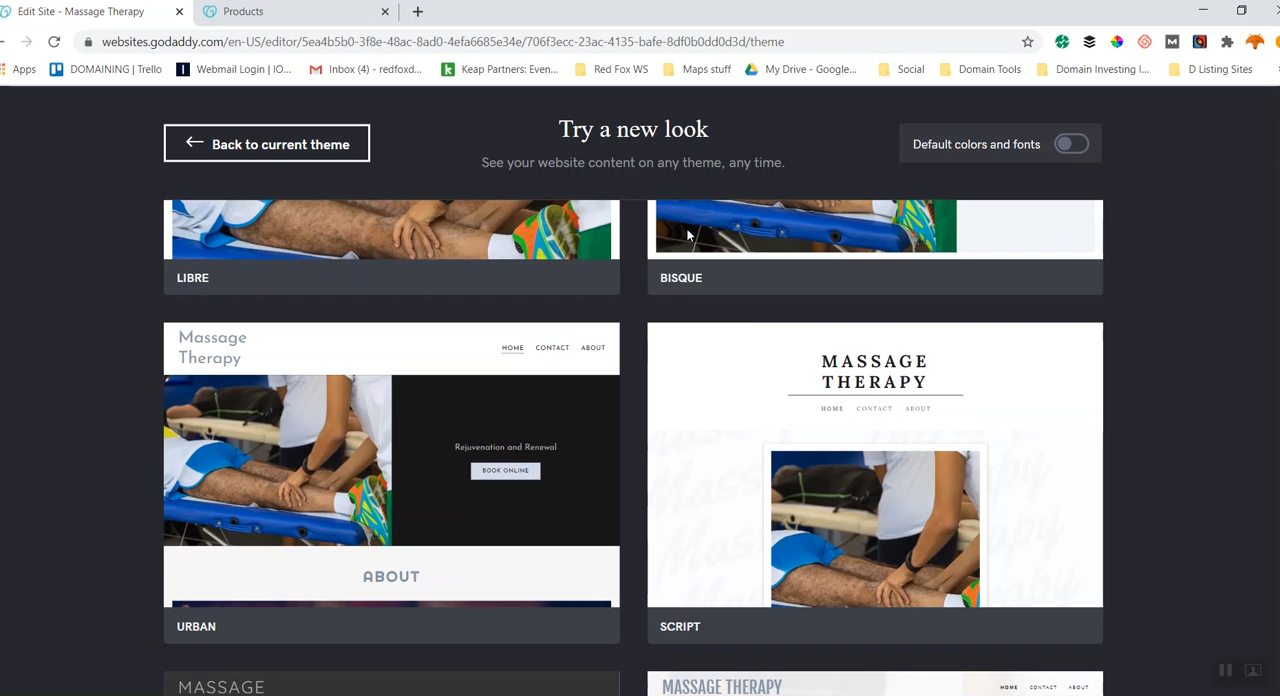 Edit Site - Massage Therapy
Products
websites.godaddy.com/en-US/editor/5ea4b5b0-3f8e-48ac-8ad0-4efa6685e34e/706f3ecc-23ac-4135-bafe-8df0b0dd0d3d/theme
Apps
DOMAINING | Trello
Webmail Login | IO...
Inbox (4) - redfoxd...
Keap Partners: Even...
Red Fox WS
Maps stuff
My Drive - Google...
Social
Domain Tools
Domain Investing I...
D Listing Sites
Back to current theme
Try a new look
See your website content on any theme, any time.
Default colors and fonts
LIBRE
BISQUE
Massage
Therapy
HOME CONTACT ABOUT
Rejuvenation and Renewal
BOOK ONLINE
ABOUT
URBAN
MASSAGE
THERAPY
HOME CONTACT ABOUT
SCRIPT
MASSAGE
MASSAGE THERAPY
HOME CONTACT ABOUT